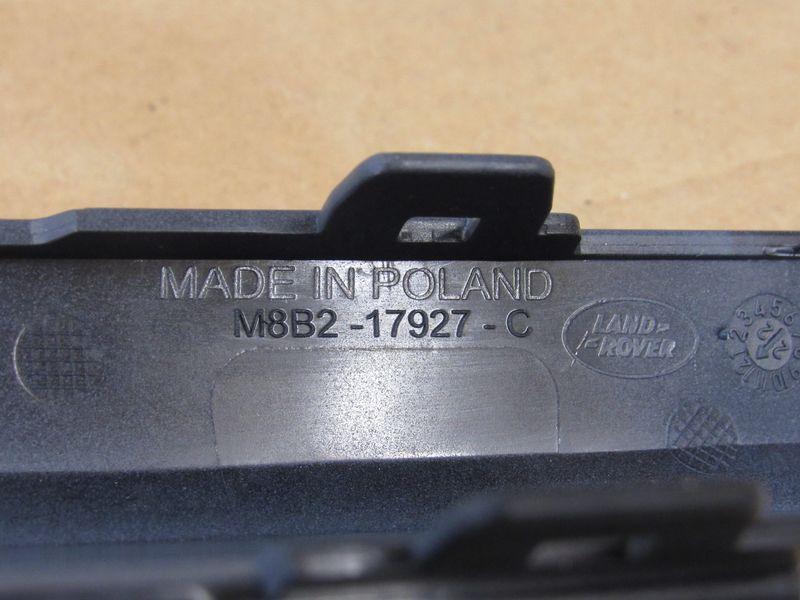 MADE IN POLAND
M8B2-17927-C
LAND-
ROVER